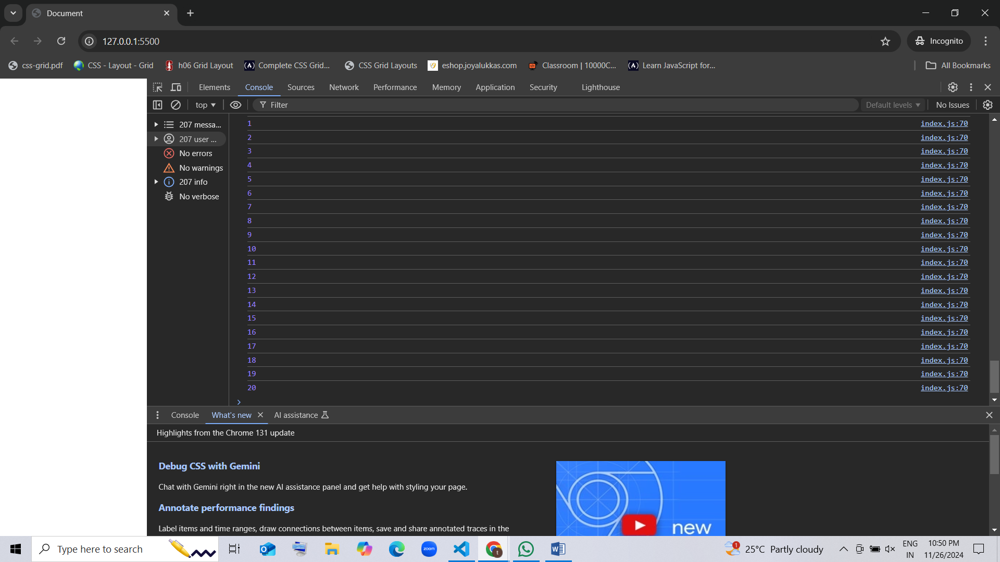 Document
127.0.0.1:5500
Incognito
css-grid.pdf CSS - Layout - Grid h06 Grid Layout Complete CSS Grid... CSS Grid Layouts eshop.joyalukkas.com Classroom | 10000C... Learn JavaScript for... All Bookmarks
Elements Console Sources Network Performance Memory Application Security Lighthouse
top Filter Default levels No Issues
207 messa...
207 user ...
No errors
No warnings
207 info
No verbose
1 index.js:70
2 index.js:70
3 index.js:70
4 index.js:70
5 index.js:70
6 index.js:70
7 index.js:70
8 index.js:70
9 index.js:70
10 index.js:70
11 index.js:70
12 index.js:70
13 index.js:70
14 index.js:70
15 index.js:70
16 index.js:70
17 index.js:70
18 index.js:70
19 index.js:70
20 index.js:70
Console What's new AI assistance
Highlights from the Chrome 131 update
Debug CSS with Gemini
Chat with Gemini right in the new AI assistance panel and get help with styling your page.
Annotate performance findings
Label items and time ranges, draw connections between items, save and share annotated traces in the
new
Type here to search
zoom
t
1
25°C Partly cloudy
ENG
IN
10:50 PM
11/26/2024